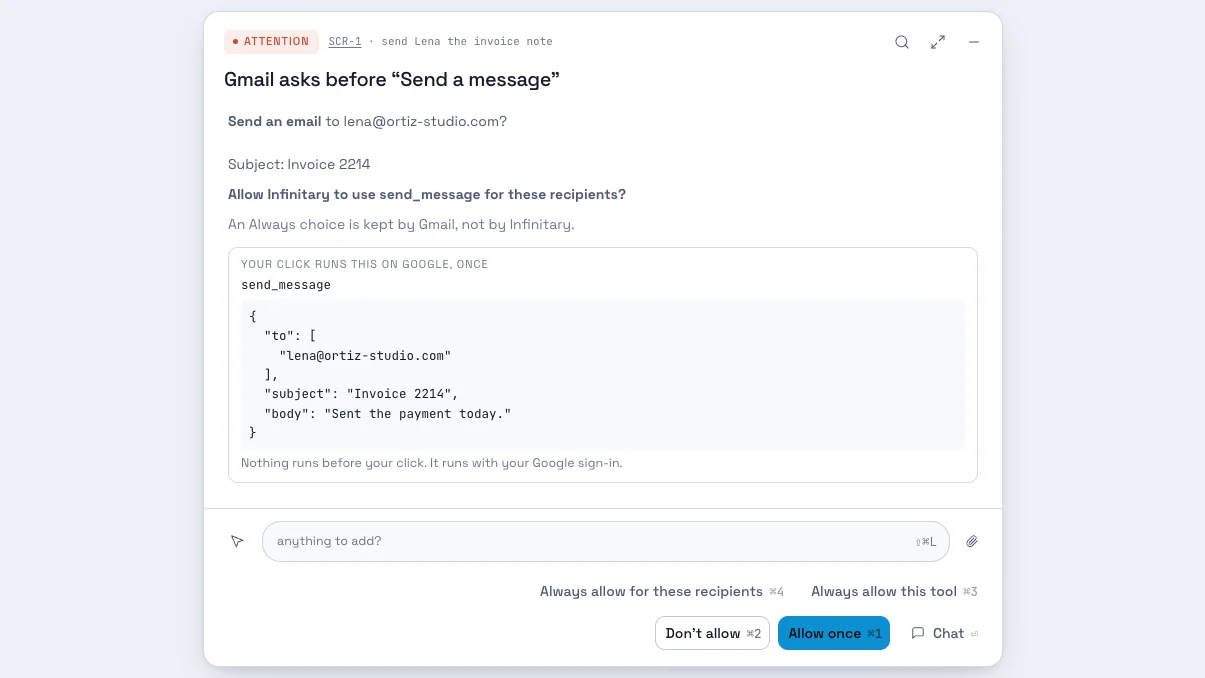 ATTENTION SCR-1 · send Lena the invoice note
Gmail asks before “Send a message”
Send an email to lena@ortiz-studio.com?
Subject: Invoice 2214
Allow Infinitary to use send_message for these recipients?
An Always choice is kept by Gmail, not by Infinitary.
YOUR CLICK RUNS THIS ON GOOGLE, ONCE
send_message
{
  "to": [
    "lena@ortiz-studio.com"
  ],
  "subject": "Invoice 2214",
  "body": "Sent the payment today."
}
Nothing runs before your click. It runs with your Google sign-in.
anything to add? ⇧⌘L
Always allow for these recipients ⌘4 Always allow this tool ⌘3
Don’t allow ⌘2 Allow once ⌘1 Chat ⏎